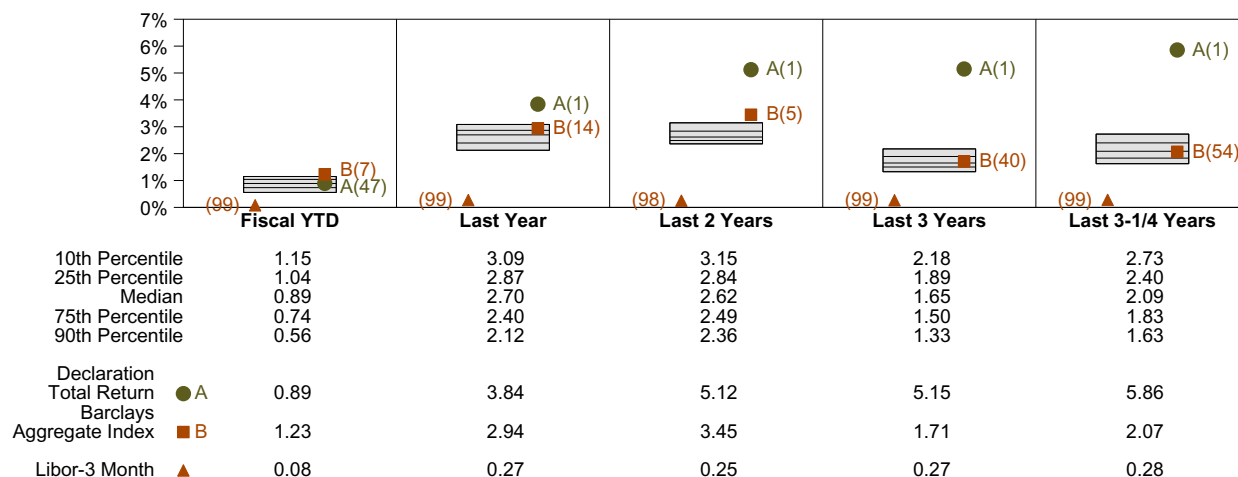 7%
6%
5%
4%
3%
2%
1%
0%
(99) B(7) A(47)
(99) A(1) B(14)
(98) A(1) B(5)
(99) A(1) B(40)
(99) A(1) B(54)
Fiscal YTD Last Year Last 2 Years Last 3 Years Last 3-1/4 Years
10th Percentile 1.15 3.09 3.15 2.18 2.73
25th Percentile 1.04 2.87 2.84 1.89 2.40
Median 0.89 2.70 2.62 1.65 2.09
75th Percentile 0.74 2.40 2.49 1.50 1.83
90th Percentile 0.56 2.12 2.36 1.33 1.63
Declaration
Total Return A 0.89 3.84 5.12 5.15 5.86
Barclays
Aggregate Index B 1.23 2.94 3.45 1.71 2.07
Libor-3 Month 0.08 0.27 0.25 0.27 0.28